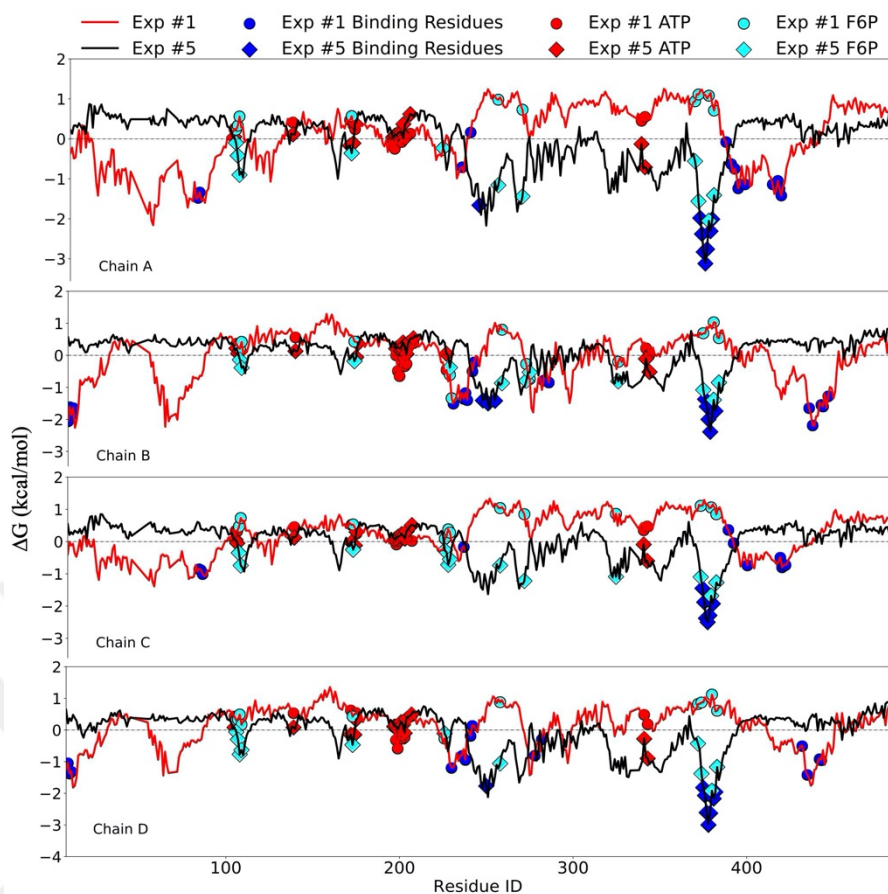 Exp #1 Exp #1 Binding Residues Exp #1 ATP Exp #1 F6P
Exp #5 Exp #5 Binding Residues Exp #5 ATP Exp #5 F6P
2
1
0
−1
−2
−3
Chain A
2
1
0
−1
−2
−3
Chain B
2
1
0
−1
−2
−3
Chain C
2
1
0
−1
−2
−3
−4
Chain D
ΔG (kcal/mol)
100 200 300 400
Residue ID